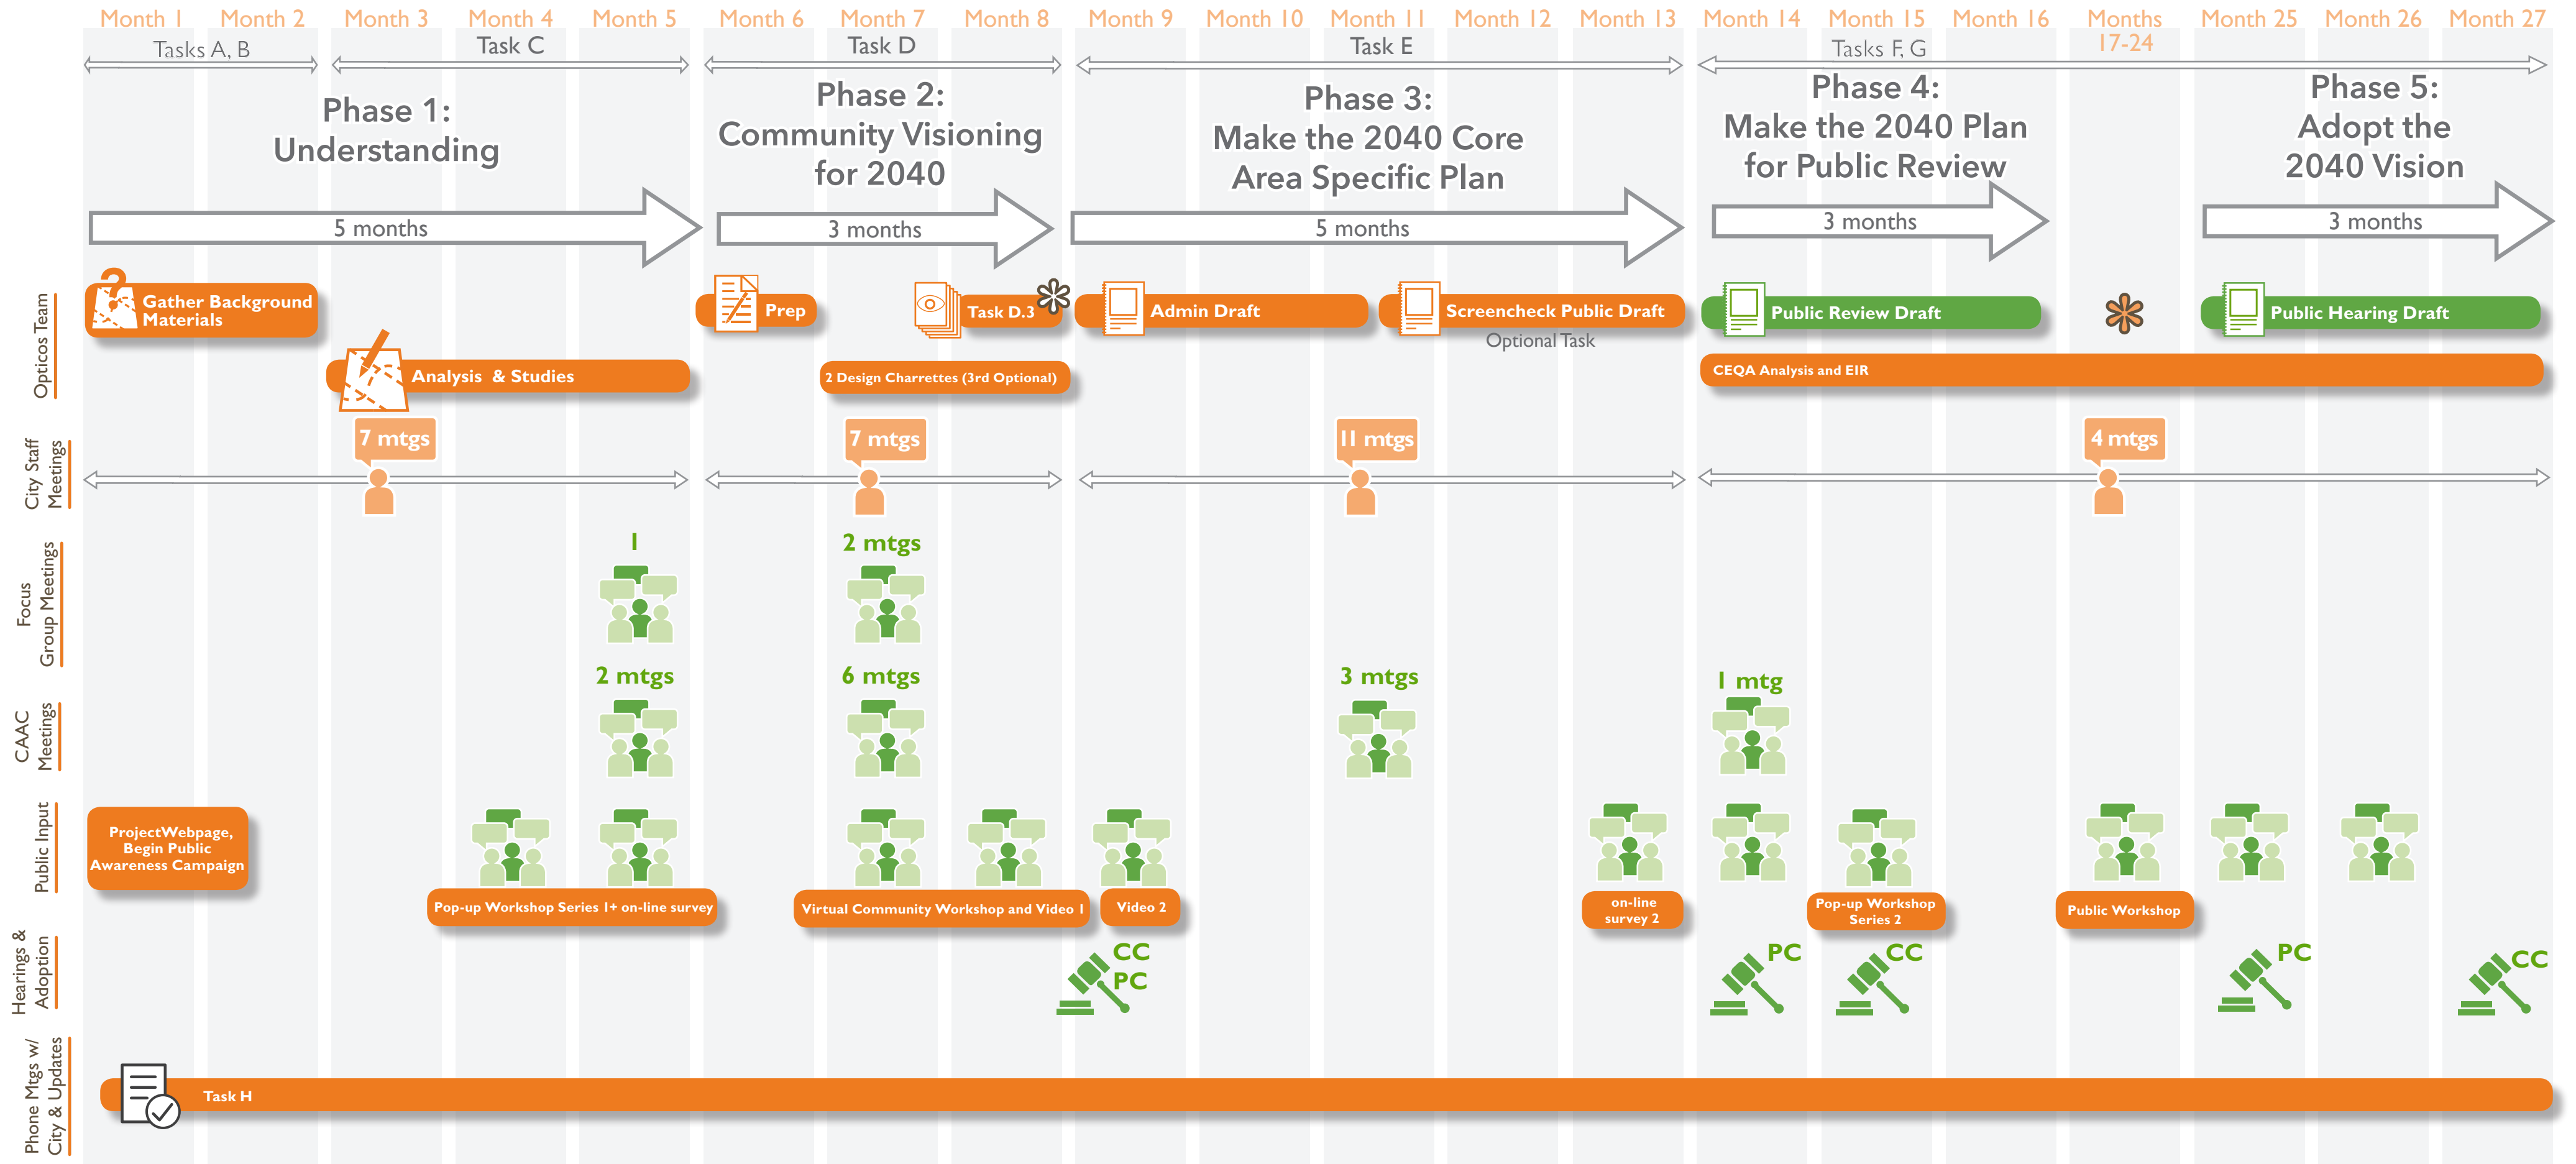 Month 1
Month 2
Month 3
Month 4
Month 5
Month 6
Month 7
Month 8
Month 9
Month 10
Month 11
Month 12
Month 13
Month 14
Month 15
Month 16
Months
17-24
Month 25
Month 26
Month 27
Tasks A, B
Task C
Task D
Task E
Tasks F, G
Phase 1:
Understanding
Phase 2:
Community Visioning
for 2040
Phase 3:
Make the 2040 Core
Area Specific Plan
Phase 4:
Make the 2040 Plan
for Public Review
Phase 5:
Adopt the
2040 Vision
5 months
3 months
5 months
3 months
3 months
Opticos Team
Gather Background
Materials
Prep
Task D.3
Admin Draft
Screencheck Public Draft
Optional Task
Public Review Draft
Public Hearing Draft
Analysis & Studies
2 Design Charrettes (3rd Optional)
CEQA Analysis and EIR
City Staff
Meetings
7 mtgs
7 mtgs
11 mtgs
4 mtgs
Focus
Group Meetings
1
2 mtgs
CAAC
Meetings
2 mtgs
6 mtgs
3 mtgs
1 mtg
Public Input
ProjectWebpage,
Begin Public
Awareness Campaign
Pop-up Workshop Series 1+ on-line survey
Virtual Community Workshop and Video 1
Video 2
on-line
survey 2
Pop-up Workshop
Series 2
Public Workshop
Hearings &
Adoption
CC
PC
PC
CC
PC
CC
Phone Mtgs w/
City & Updates
Task H